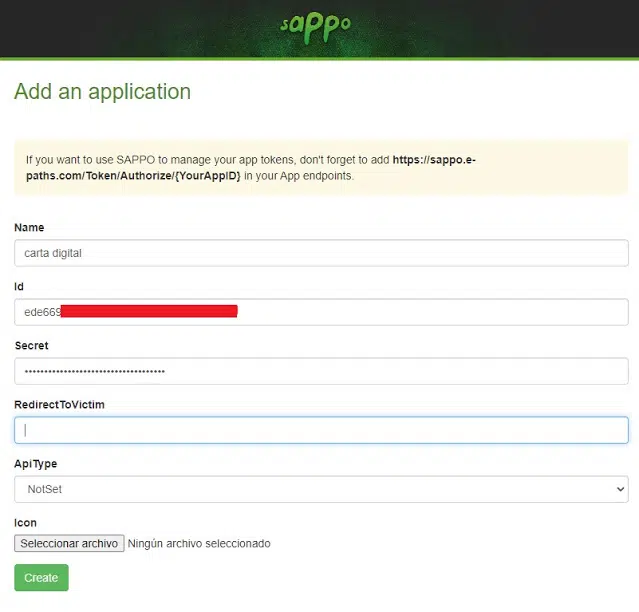 sappo
Add an application
If you want to use SAPPO to manage your app tokens, don't forget to add https://sappo.e-
paths.com/Token/Authorize/{YourAppID} in your App endpoints.
Name
carta digital
Id
ede669
Secret
RedirectToVictim
ApiType
NotSet
Icon
Seleccionar archivo Ningún archivo seleccionado
Create